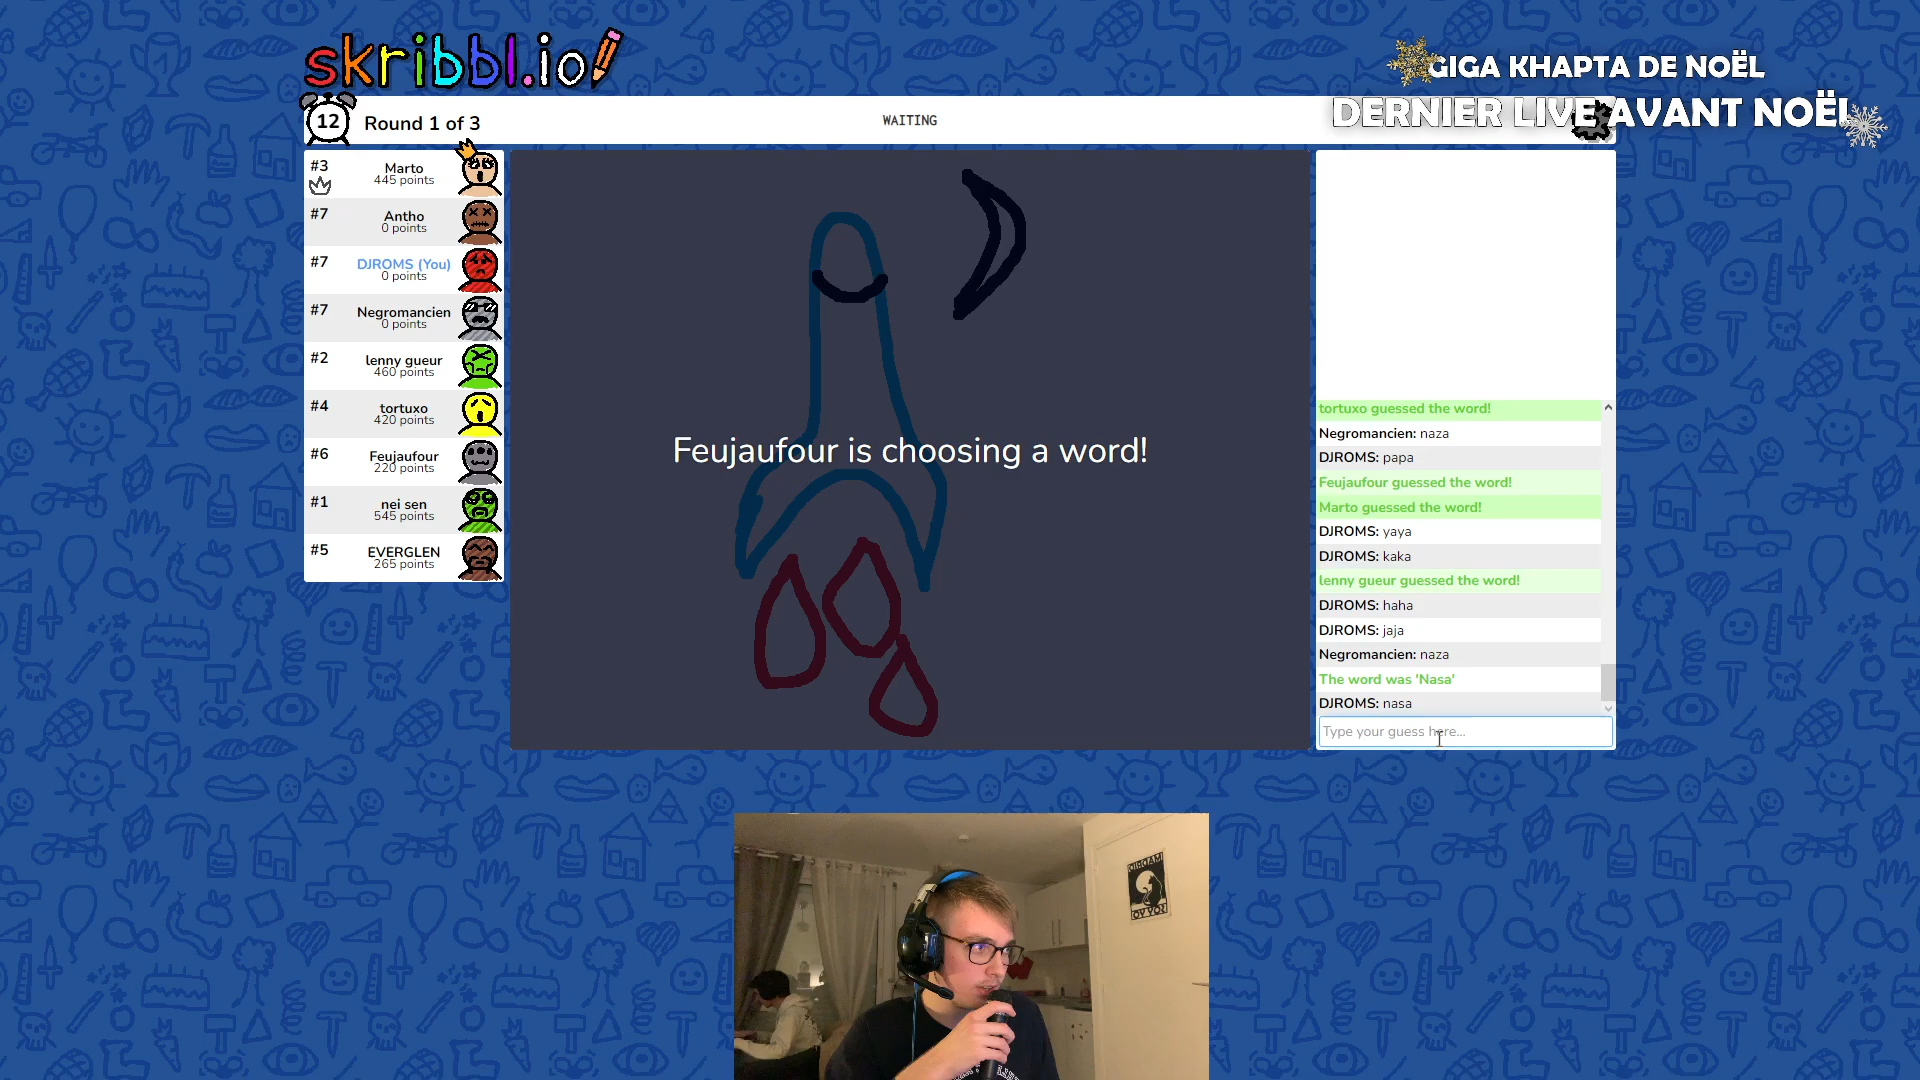 skribbl.io
GIGA KHAPTA DE NOËL
DERNIER LIVE AVANT NOËL
12
Round 1 of 3
WAITING
#3
Marto
445 points
#7
Antho
0 points
#7
DJROMS (You)
0 points
#7
Negromancien
0 points
#2
lenny gueur
460 points
#4
tortuxo
420 points
#6
Feujaufour
220 points
#1
nei sen
545 points
#5
EVERGLEN
265 points
Feujaufour is choosing a word!
tortuxo guessed the word!
Negromancien: naza
DJROMS: papa
Feujaufour guessed the word!
Marto guessed the word!
DJROMS: yaya
DJROMS: kaka
lenny gueur guessed the word!
DJROMS: haha
DJROMS: jaja
Negromancien: naza
The word was 'Nasa'
DJROMS: nasa
Type your guess here...